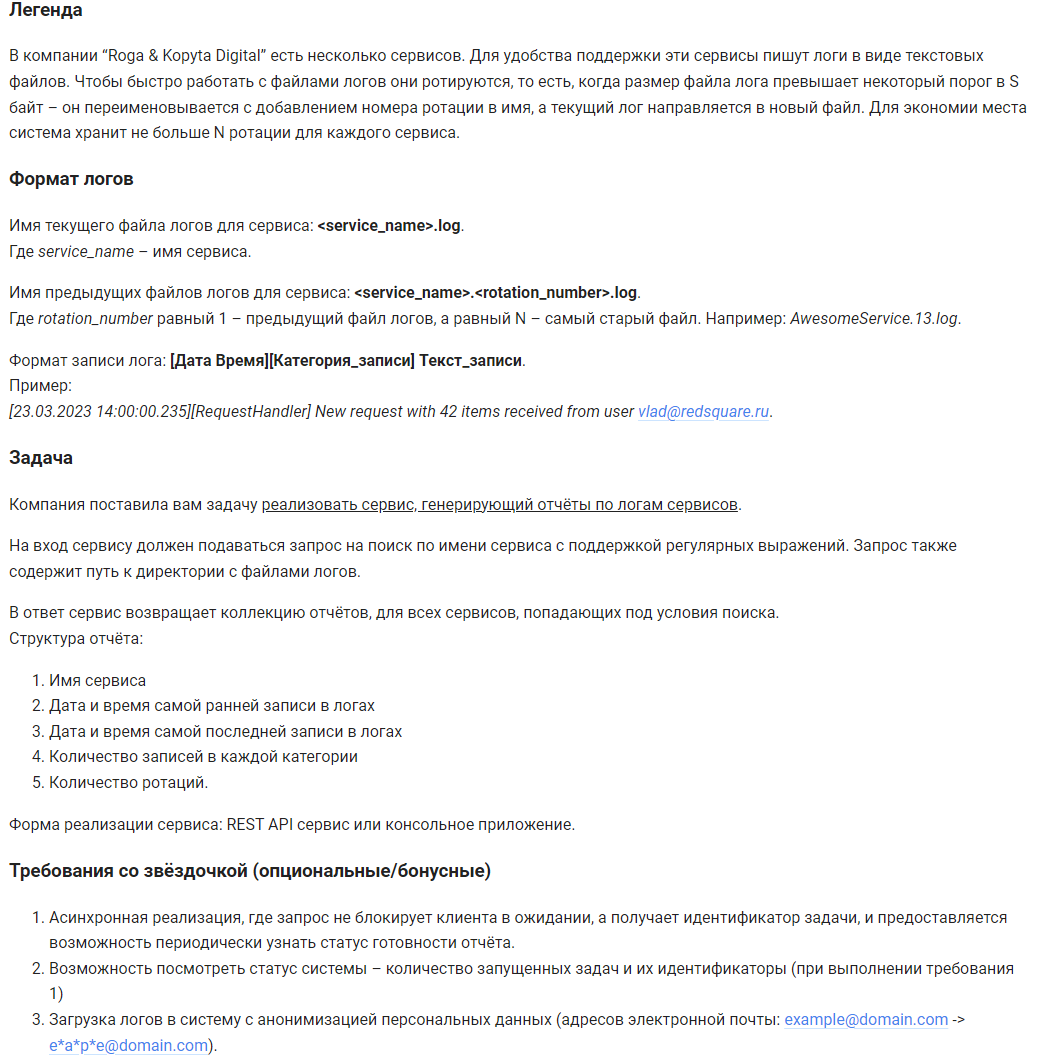 Легенда
В компании “Roga & Kopyta Digital” есть несколько сервисов. Для удобства поддержки эти сервисы пишут логи в виде текстовых
файлов. Чтобы быстро работать с файлами логов они ротируются, то есть, когда размер файла лога превышает некоторый порог в S
байт – он переименовывается с добавлением номера ротации в имя, а текущий лог направляется в новый файл. Для экономии места
система хранит не больше N ротации для каждого сервиса.
Формат логов
Имя текущего файла логов для сервиса: <service_name>.log.
Где service_name – имя сервиса.
Имя предыдущих файлов логов для сервиса: <service_name>.<rotation_number>.log.
Где rotation_number равный 1 – предыдущий файл логов, а равный N – самый старый файл. Например: AwesomeService.13.log.
Формат записи лога: [Дата Время][Категория_записи] Текст_записи.
Пример:
[23.03.2023 14:00:00.235][RequestHandler] New request with 42 items received from user vlad@redsquare.ru.
Задача
Компания поставила вам задачу реализовать сервис, генерирующий отчёты по логам сервисов.
На вход сервису должен подаваться запрос на поиск по имени сервиса с поддержкой регулярных выражений. Запрос также
содержит путь к директории с файлами логов.
В ответ сервис возвращает коллекцию отчётов, для всех сервисов, попадающих под условия поиска.
Структура отчёта:
1. Имя сервиса
2. Дата и время самой ранней записи в логах
3. Дата и время самой последней записи в логах
4. Количество записей в каждой категории
5. Количество ротаций.
Форма реализации сервиса: REST API сервис или консольное приложение.
Требования со звёздочкой (опциональные/бонусные)
1. Асинхронная реализация, где запрос не блокирует клиента в ожидании, а получает идентификатор задачи, и предоставляется
возможность периодически узнать статус готовности отчёта.
2. Возможность посмотреть статус системы – количество запущенных задач и их идентификаторы (при выполнении требования
1)
3. Загрузка логов в систему с анонимизацией персональных данных (адресов электронной почты: example@domain.com ->
e*a*p*e@domain.com).